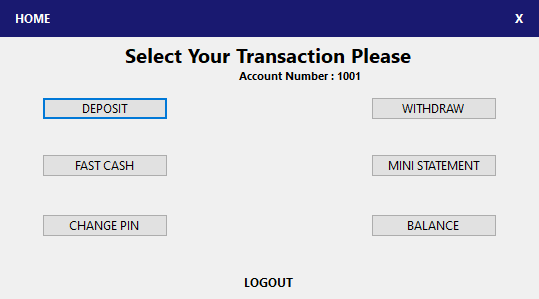 HOME X
Select Your Transaction Please
Account Number : 1001
DEPOSIT WITHDRAW
FAST CASH MINI STATEMENT
CHANGE PIN BALANCE
LOGOUT